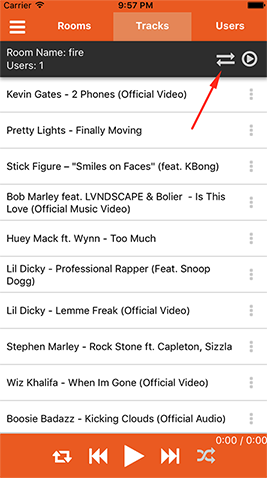 Carrier 9:57 PM
Rooms Tracks Users
Room Name: fire
Users: 1
Kevin Gates - 2 Phones (Official Video)
Pretty Lights - Finally Moving
Stick Figure – "Smiles on Faces" (feat. KBong)
Bob Marley feat. LVNDSCAPE & Bolier - Is This
Love (Official Music Video)
Huey Mack ft. Wynn - Too Much
Lil Dicky - Professional Rapper (Feat. Snoop
Dogg)
Lil Dicky - Lemme Freak (Official Video)
Stephen Marley - Rock Stone ft. Capleton, Sizzla
Wiz Khalifa - When Im Gone (Official Video)
Boosie Badazz - Kicking Clouds (Official Audio)
0:00 / 0:00